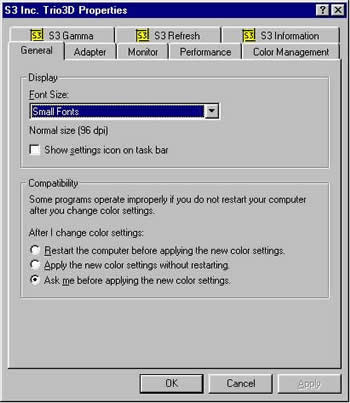 S3 Inc. Trio3D Properties
S3 S3 Gamma S3 S3 Refresh S3 S3 Information
General Adapter Monitor Performance Color Management
Display
Font Size:
Small Fonts
Normal size (96 dpi)
Show settings icon on task bar
Compatibility
Some programs operate improperly if you do not restart your computer
after you change color settings.
After I change color settings:
Restart the computer before applying the new color settings.
Apply the new color settings without restarting.
Ask me before applying the new color settings.
OK Cancel Apply